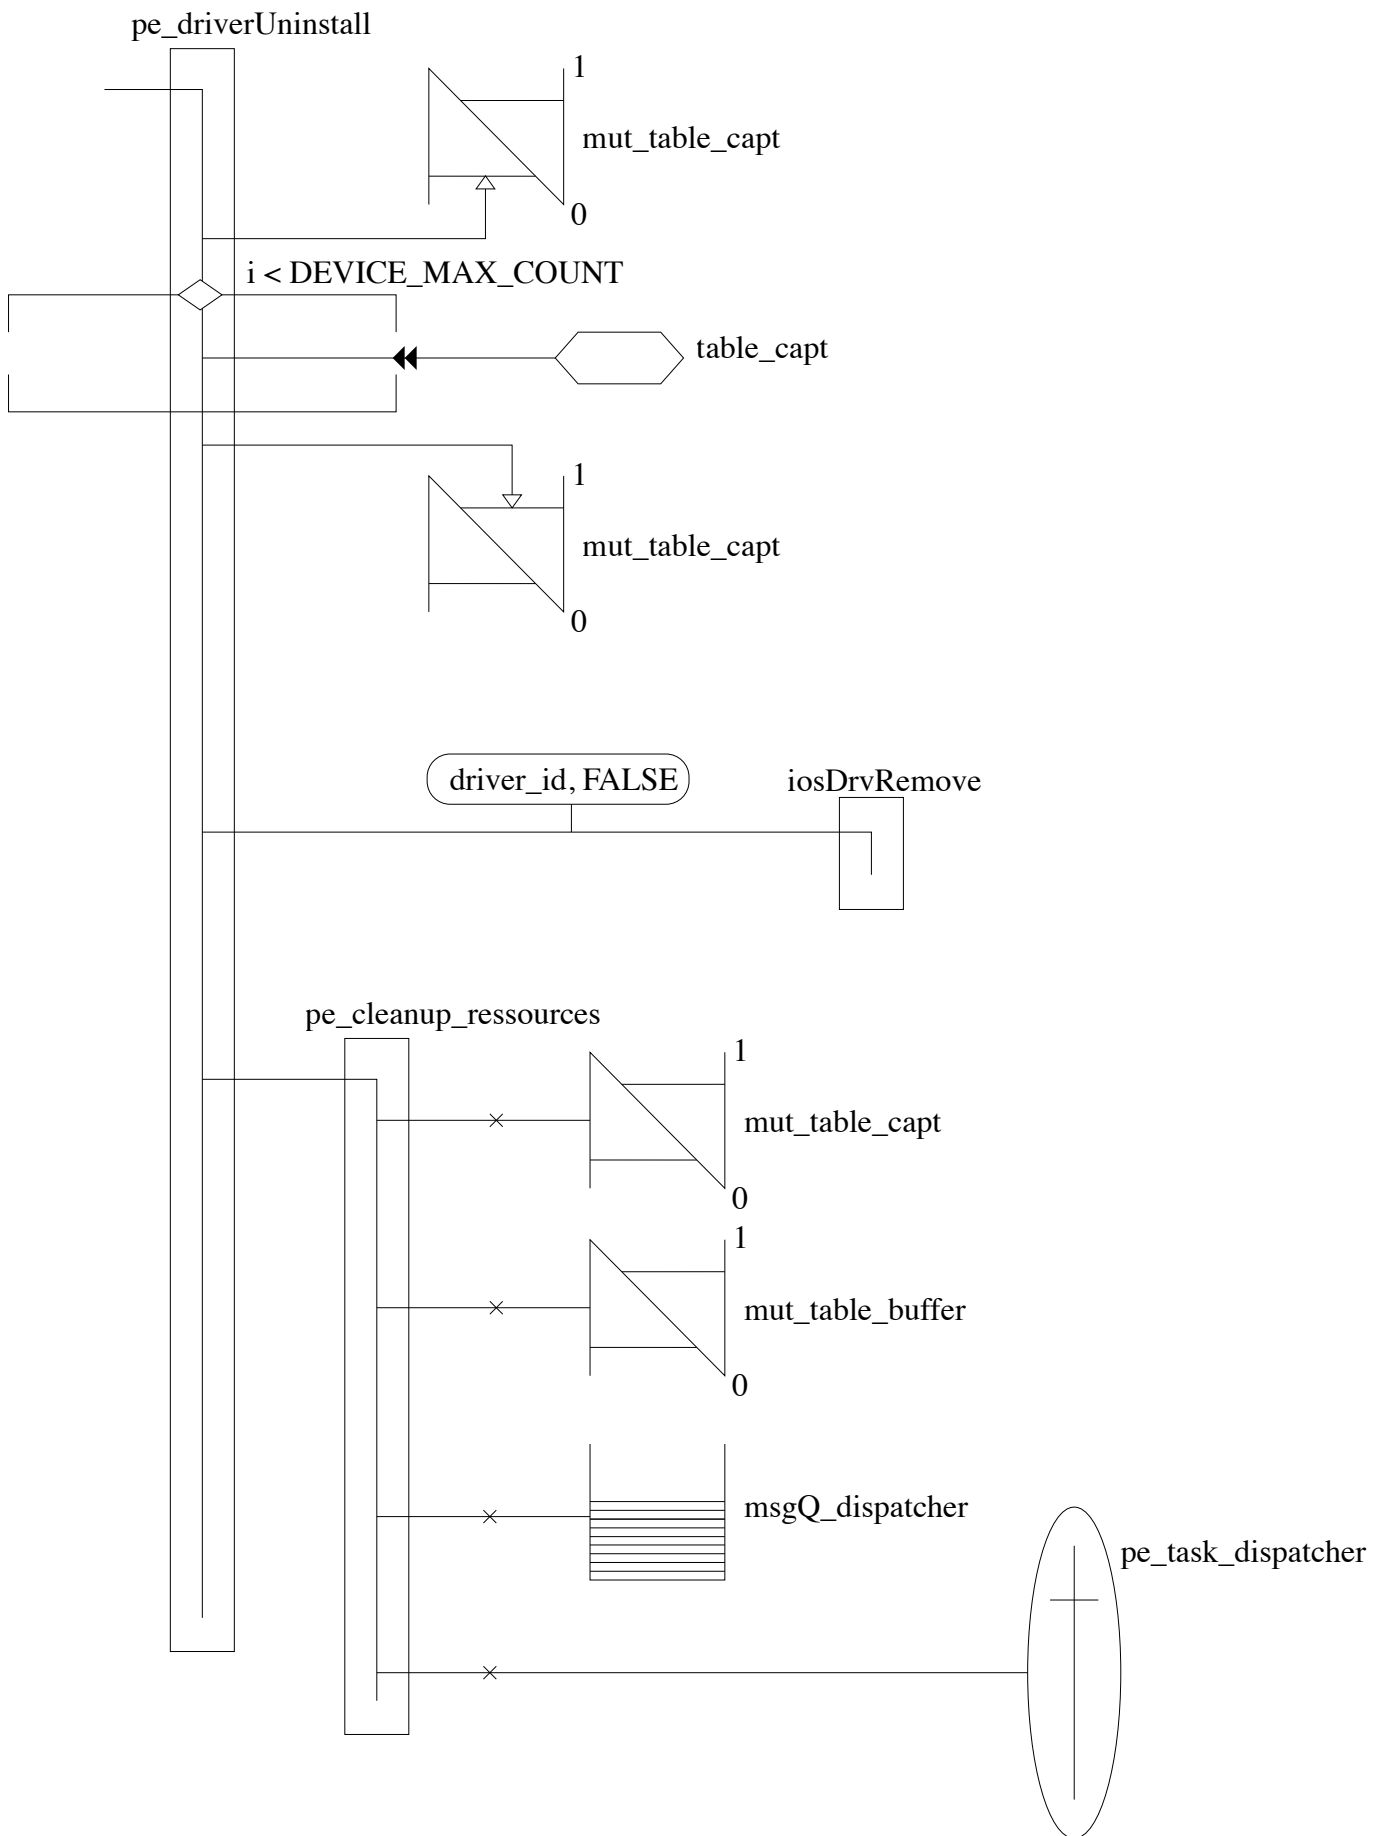 pe_driverUninstall
1
mut_table_capt
0
i < DEVICE_MAX_COUNT
table_capt
1
mut_table_capt
0
driver_id, FALSE
iosDrvRemove
pe_cleanup_ressources
1
mut_table_capt
0
1
mut_table_buffer
0
msgQ_dispatcher
pe_task_dispatcher